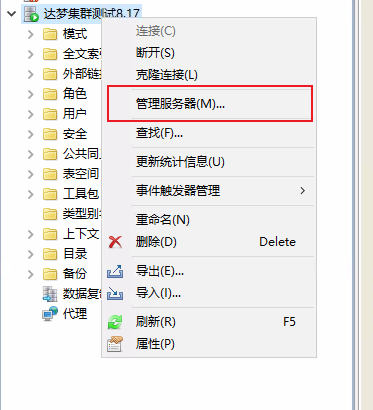 达梦集群测试8.17
模式
全文索
外部链
角色
用户
安全
公共同
表空间
工具包
类型别
上下文
目录
备份
数据复
代理
连接(C)
断开(S)
克隆连接(L)
管理服务器(M)...
查找(F)...
更新统计信息(U)
事件触发器管理
重命名(N)
删除(D) Delete
导出(E)...
导入(I)...
刷新(R) F5
属性(P)